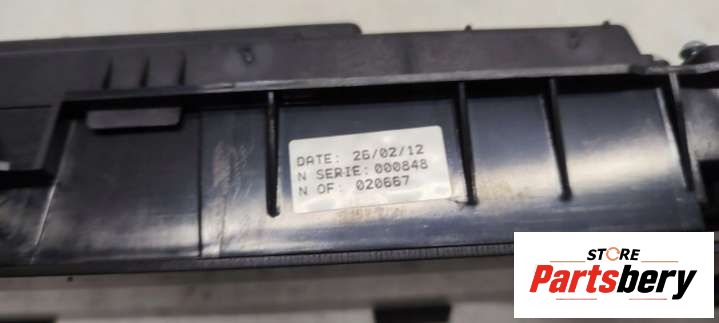 DATE: 26/02/12
N SERIE: 000848
N OF: 020667
STORE
Partsbery